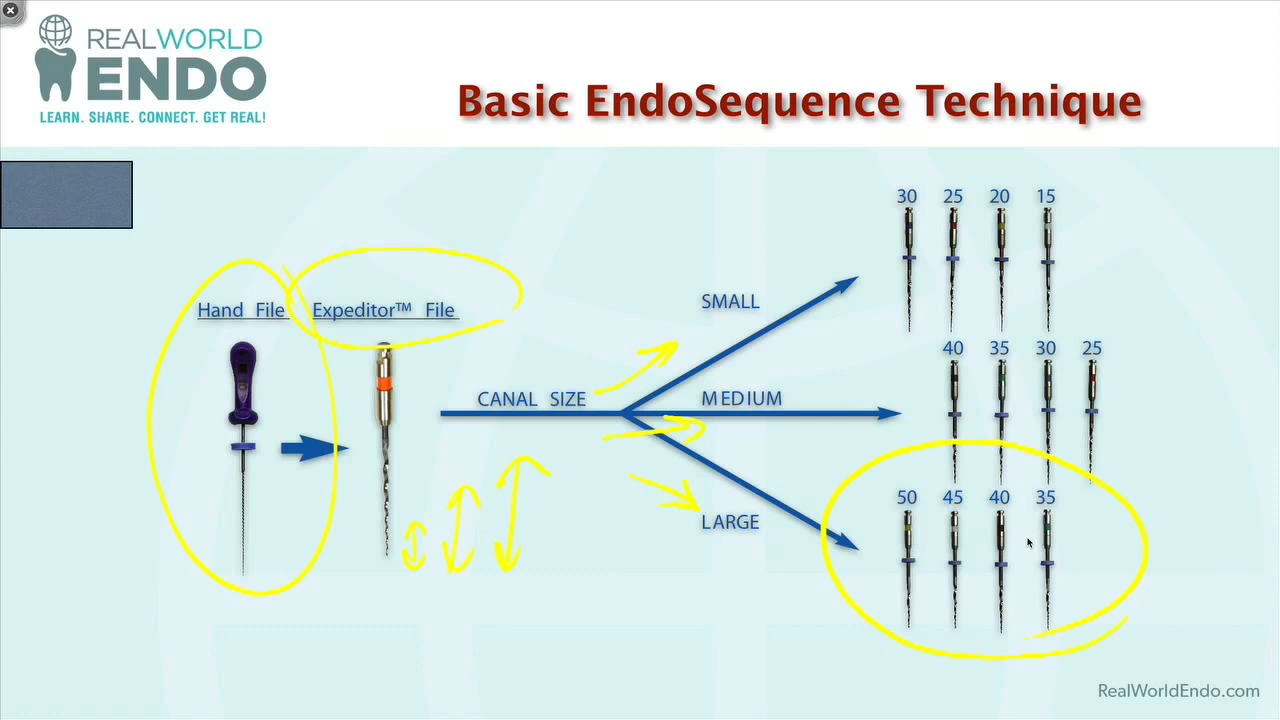 REALWORLD
ENDO
LEARN. SHARE. CONNECT. GET REAL!
Basic EndoSequence Technique
Hand File
Expeditor™ File
CANAL SIZE
SMALL
MEDIUM
LARGE
30 25 20 15
40 35 30 25
50 45 40 35
RealWorldEndo.com